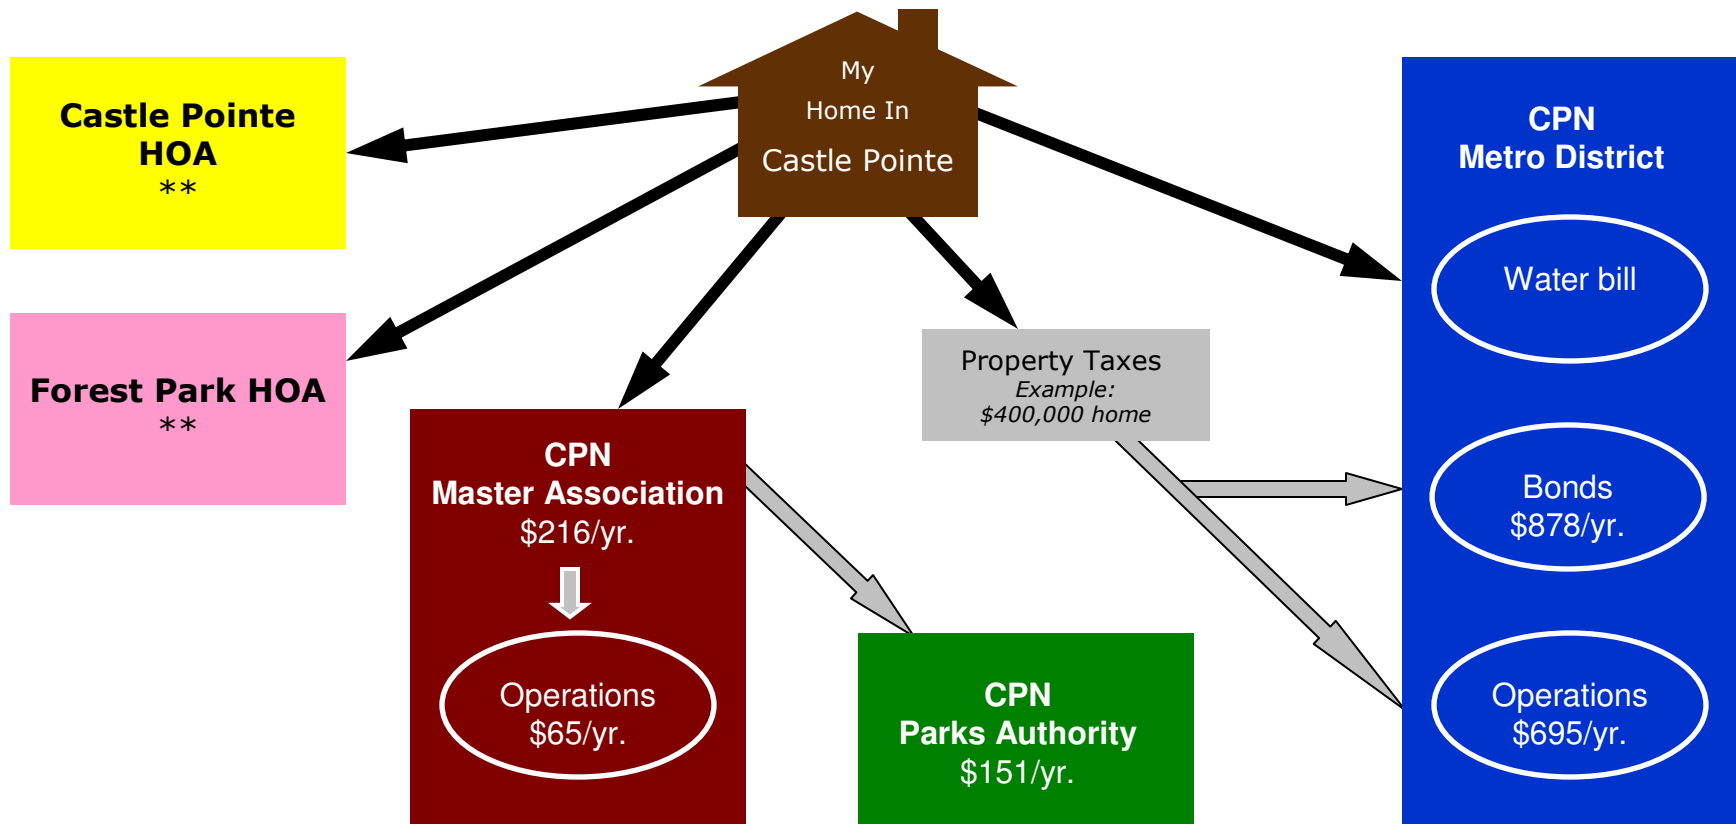 My
Home In
Castle Pointe
Castle Pointe
HOA
**
Forest Park HOA
**
CPN
Master Association
$216/yr.
Operations
$65/yr.
Property Taxes
Example:
$400,000 home
CPN
Parks Authority
$151/yr.
CPN
Metro District
Water bill
Bonds
$878/yr.
Operations
$695/yr.